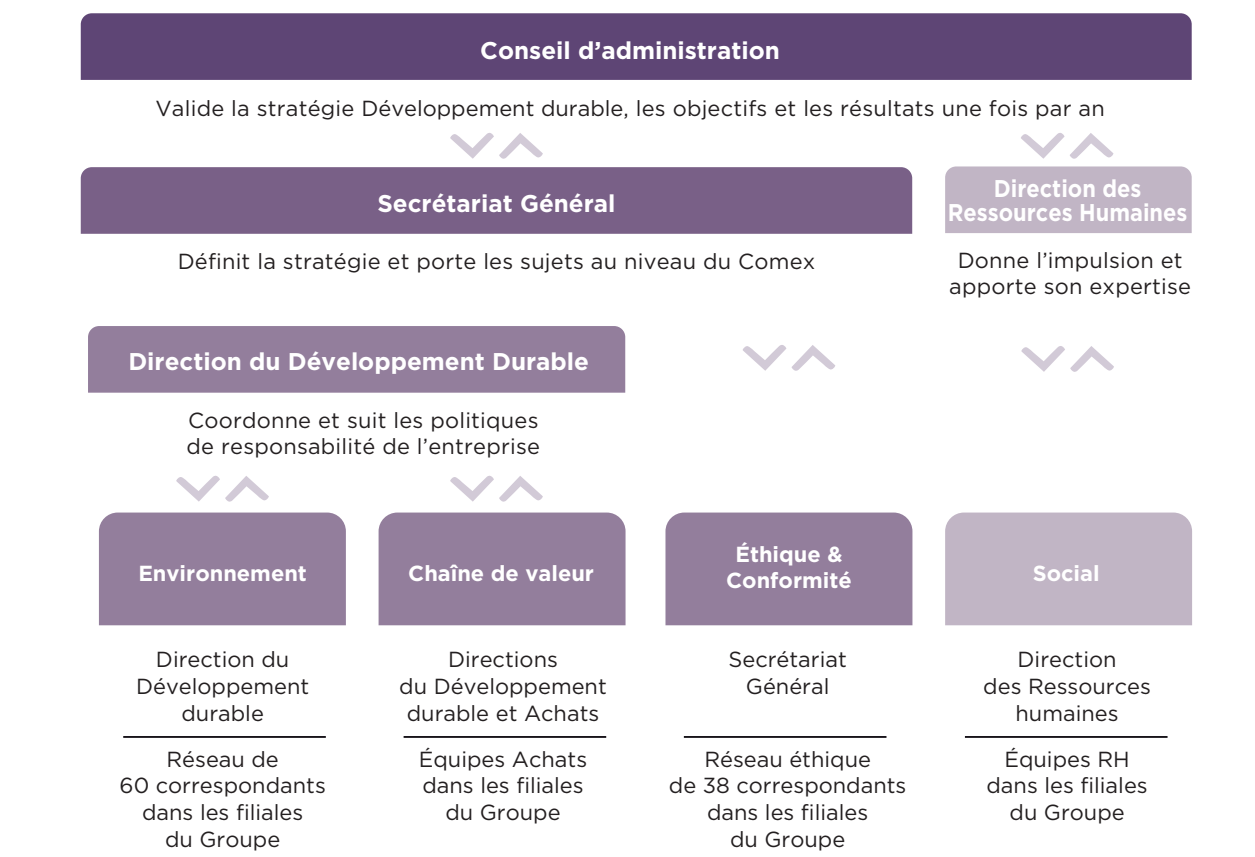 Conseil d’administration
Valide la stratégie Développement durable, les objectifs et les résultats une fois par an
Secrétariat Général
Définit la stratégie et porte les sujets au niveau du Comex
Direction des
Ressources Humaines
Donne l’impulsion et
apporte son expertise
Direction du Développement Durable
Coordonne et suit les politiques
de responsabilité de l’entreprise
Environnement
Direction du
Développement
durable
Réseau de
60 correspondants
dans les filiales
du Groupe
Chaîne de valeur
Directions
du Développement
durable et Achats
Équipes Achats
dans les filiales
du Groupe
Éthique &
Conformité
Secrétariat
Général
Réseau éthique
de 38 correspondants
dans les filiales
du Groupe
Social
Direction
des Ressources
humaines
Équipes RH
dans les filiales
du Groupe